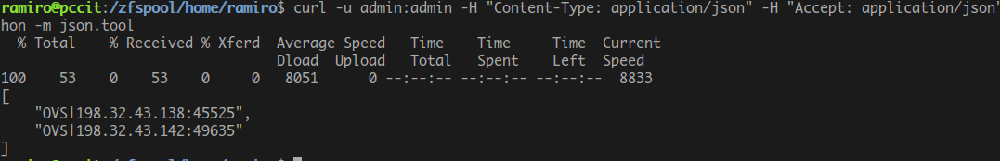 ramiro@pccit:/zfspool/home/ramiro$ curl -u admin:admin -H "Content-Type: application/json" -H "Accept: application/json"
hon -m json.tool
  % Total    % Received % Xferd  Average Speed   Time    Time     Time  Current
                                 Dload  Upload   Total   Spent    Left  Speed
100    53    0    53    0     0   8051      0 --:--:-- --:--:-- --:--:--  8833
[
    "OVS|198.32.43.138:45525",
    "OVS|198.32.43.142:49635"
]